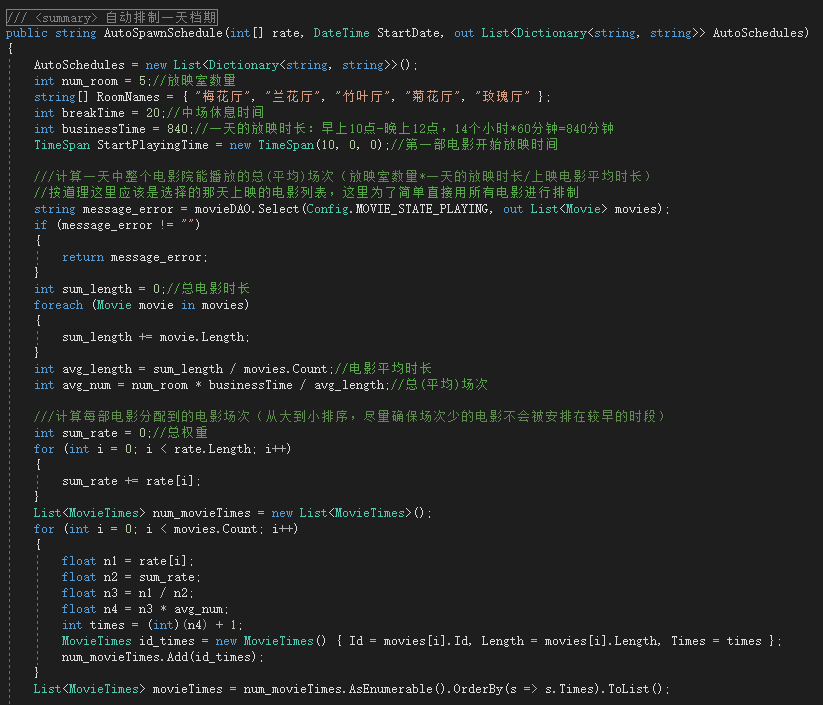 /// <summary> 自动排制一天档期
public string AutoSpawnSchedule(int[] rate, DateTime StartDate, out List<Dictionary<string, string>> AutoSchedules)
{
    AutoSchedules = new List<Dictionary<string, string>>();
    int num_room = 5;//放映室数量
    string[] RoomNames = { "梅花厅", "兰花厅", "竹叶厅", "菊花厅", "玫瑰厅" };
    int breakTime = 20;//中场休息时间
    int businessTime = 840;//一天的放映时长：早上10点-晚上12点，14个小时*60分钟=840分钟
    TimeSpan StartPlayingTime = new TimeSpan(10, 0, 0);//第一部电影开始放映时间

    ///计算一天中整个电影院能播放的总(平均)场次（放映室数量*一天的放映时长/上映电影平均时长）
    //按道理这里应该是选择的那天上映的电影列表，这里为了简单直接用所有电影进行排制
    string message_error = movieDAO.Select(Config.MOVIE_STATE_PLAYING, out List<Movie> movies);
    if (message_error != "")
    {
        return message_error;
    }
    int sum_length = 0;//总电影时长
    foreach (Movie movie in movies)
    {
        sum_length += movie.Length;
    }
    int avg_length = sum_length / movies.Count;//电影平均时长
    int avg_num = num_room * businessTime / avg_length;//总(平均)场次

    ///计算每部电影分配到的电影场次（从大到小排序，尽量确保场次少的电影不会被安排在较早的时段）
    int sum_rate = 0;//总权重
    for (int i = 0; i < rate.Length; i++)
    {
        sum_rate += rate[i];
    }
    List<MovieTimes> num_movieTimes = new List<MovieTimes>();
    for (int i = 0; i < movies.Count; i++)
    {
        float n1 = rate[i];
        float n2 = sum_rate;
        float n3 = n1 / n2;
        float n4 = n3 * avg_num;
        int times = (int)(n4) + 1;
        MovieTimes id_times = new MovieTimes() { Id = movies[i].Id, Length = movies[i].Length, Times = times };
        num_movieTimes.Add(id_times);
    }
    List<MovieTimes> movieTimes = num_movieTimes.AsEnumerable().OrderBy(s => s.Times).ToList();